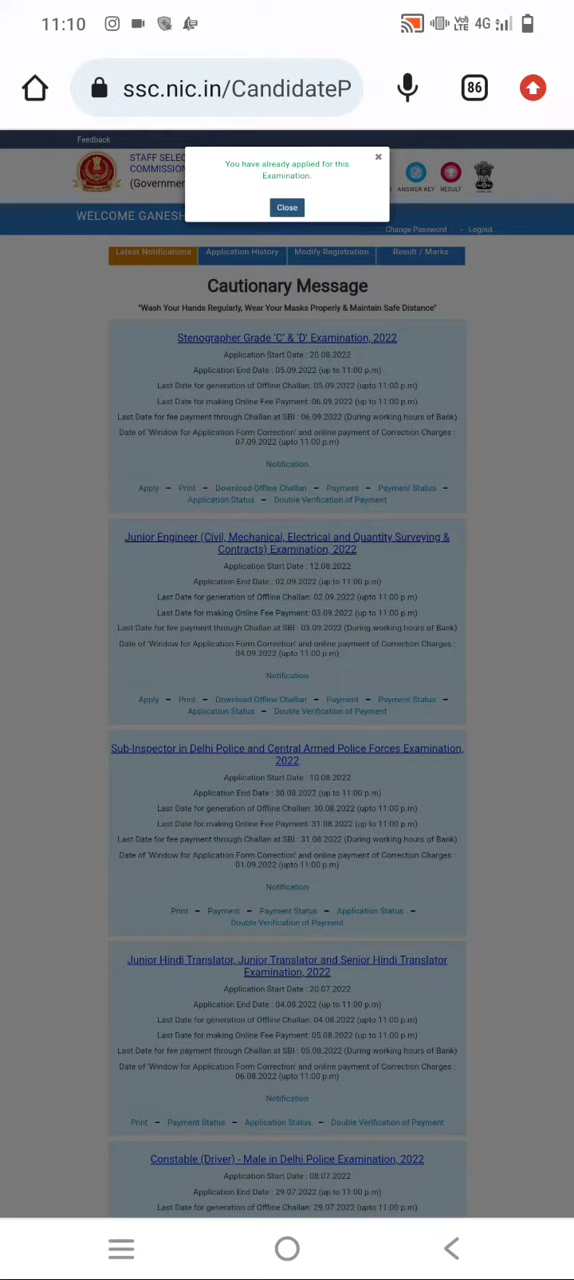 11:10
Vo) LTE 4G
ssc.nic.in/CandidateP
86
Feedback
You have already applied for this
Examination.
Close
STAFF SELEC
COMMISSION
(Governmen
ANSWER KEY RESULT
WELCOME GANESH
Change Password - Logout
Latest Notifications Application History Modify Registration Result / Marks
Cautionary Message
"Wash Your Hands Regularly, Wear Your Masks Properly & Maintain Safe Distance"
Stenographer Grade 'C' & 'D' Examination, 2022
Application Start Date : 20.08.2022
Application End Date : 05.09.2022 (up to 11:00 p.m)
Last Date for generation of Offline Challan: 05.09.2022 (upto 11:00 p.m)
Last Date for making Online Fee Payment: 06.09.2022 (up to 11:00 p.m)
Last Date for fee payment through Challan at SBI : 06.09.2022 (During working hours of Bank)
Date of 'Window for Application Form Correction' and online payment of Correction Charges :
07.09.2022 (upto 11:00 p.m)
Notification
Apply – Print – Download Offline Challan – Payment – Payment Status –
Application Status – Double Verification of Payment
Junior Engineer (Civil, Mechanical, Electrical and Quantity Surveying &
Contracts) Examination, 2022
Application Start Date : 12.08.2022
Application End Date : 02.09.2022 (up to 11:00 p.m)
Last Date for generation of Offline Challan: 02.09.2022 (upto 11:00 p.m)
Last Date for making Online Fee Payment: 03.09.2022 (up to 11:00 p.m)
Last Date for fee payment through Challan at SBI : 03.09.2022 (During working hours of Bank)
Date of 'Window for Application Form Correction' and online payment of Correction Charges :
04.09.2022 (upto 11:00 p.m)
Notification
Apply – Print – Download Offline Challan – Payment – Payment Status –
Application Status – Double Verification of Payment
Sub-Inspector in Delhi Police and Central Armed Police Forces Examination,
2022
Application Start Date : 10.08.2022
Application End Date : 30.08.2022 (up to 11:00 p.m)
Last Date for generation of Offline Challan: 30.08.2022 (upto 11:00 p.m)
Last Date for making Online Fee Payment: 31.08.2022 (up to 11:00 p.m)
Last Date for fee payment through Challan at SBI : 31.08.2022 (During working hours of Bank)
Date of 'Window for Application Form Correction' and online payment of Correction Charges :
01.09.2022 (upto 11:00 p.m)
Notification
Print – Payment – Payment Status – Application Status –
Double Verification of Payment
Junior Hindi Translator, Junior Translator and Senior Hindi Translator
Examination, 2022
Application Start Date : 20.07.2022
Application End Date : 04.08.2022 (up to 11:00 p.m)
Last Date for generation of Offline Challan: 04.08.2022 (upto 11:00 p.m)
Last Date for making Online Fee Payment: 05.08.2022 (up to 11:00 p.m)
Last Date for fee payment through Challan at SBI : 05.08.2022 (During working hours of Bank)
Date of 'Window for Application Form Correction' and online payment of Correction Charges :
06.08.2022 (upto 11:00 p.m)
Notification
Print – Payment Status – Application Status – Double Verification of Payment
Constable (Driver) - Male in Delhi Police Examination, 2022
Application Start Date : 08.07.2022
Application End Date : 29.07.2022 (up to 11:00 p.m)
Last Date for generation of Offline Challan: 29.07.2022 (upto 11:00 p.m)